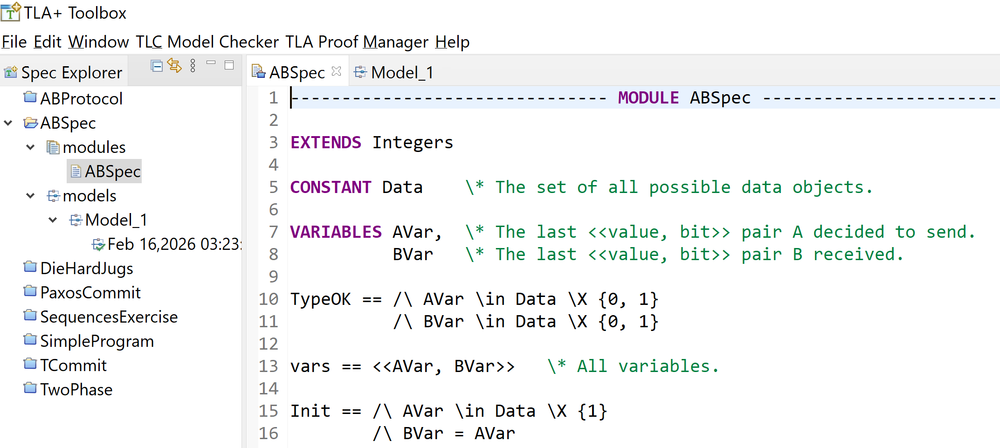 TLA+ Toolbox
File Edit Window TLC Model Checker TLA Proof Manager Help
Spec Explorer
ABProtocol
ABSpec
modules
ABSpec
models
Model_1
Feb 16,2026 03:23:
DieHardJugs
PaxosCommit
SequencesExercise
SimpleProgram
TCommit
TwoPhase
ABSpec Model_1
1 ------------------------------- MODULE ABSpec -----------------------
2
3 EXTENDS Integers
4
5 CONSTANT Data    \* The set of all possible data objects.
6
7 VARIABLES AVar,  \* The last <<value, bit>> pair A decided to send.
8           BVar   \* The last <<value, bit>> pair B received.
9
10 TypeOK == /\ AVar \in Data \X {0, 1}
11           /\ BVar \in Data \X {0, 1}
12
13 vars == <<AVar, BVar>>   \* All variables.
14
15 Init == /\ AVar \in Data \X {1}
16         /\ BVar = AVar